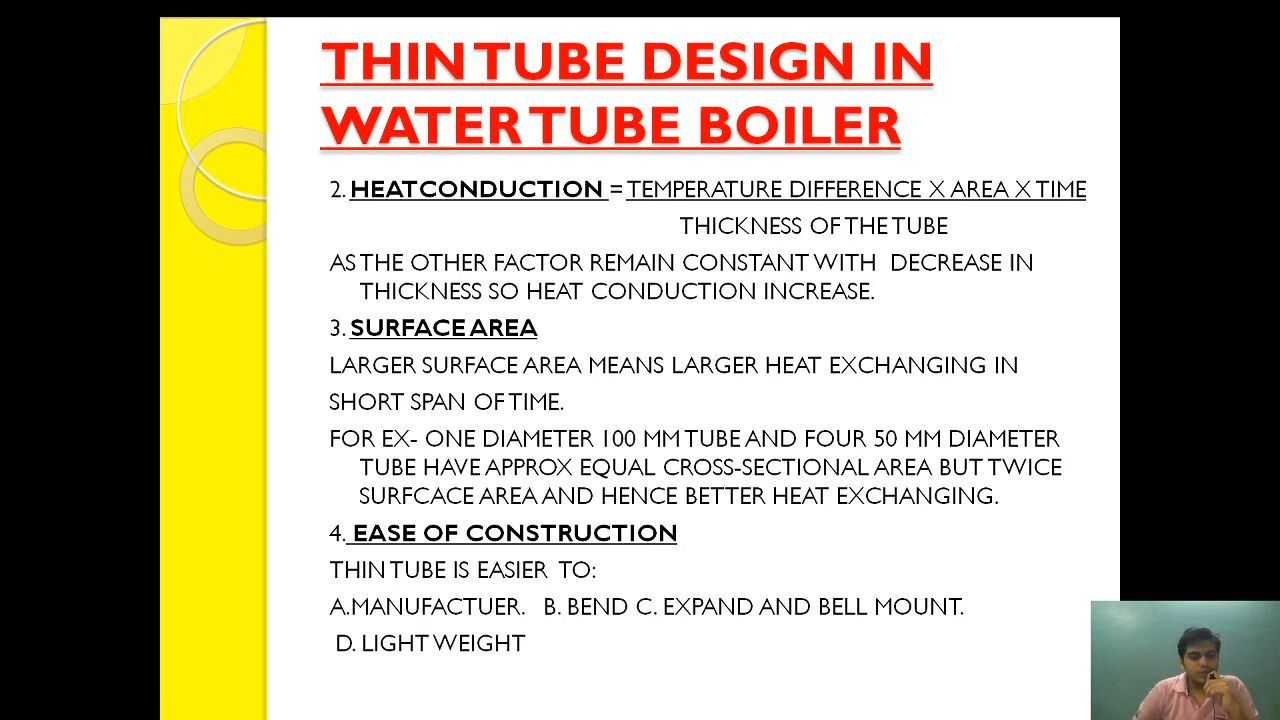 THIN TUBE DESIGN IN
WATER TUBE BOILER
2. HEAT CONDUCTION = TEMPERATURE DIFFERENCE X AREA X TIME
THICKNESS OF THE TUBE
AS THE OTHER FACTOR REMAIN CONSTANT WITH DECREASE IN
THICKNESS SO HEAT CONDUCTION INCREASE.
3. SURFACE AREA
LARGER SURFACE AREA MEANS LARGER HEAT EXCHANGING IN
SHORT SPAN OF TIME.
FOR EX- ONE DIAMETER 100 MM TUBE AND FOUR 50 MM DIAMETER
TUBE HAVE APPROX EQUAL CROSS-SECTIONAL AREA BUT TWICE
SURFCACE AREA AND HENCE BETTER HEAT EXCHANGING.
4. EASE OF CONSTRUCTION
THIN TUBE IS EASIER TO:
A.MANUFACTUER. B. BEND C. EXPAND AND BELL MOUNT.
D. LIGHT WEIGHT